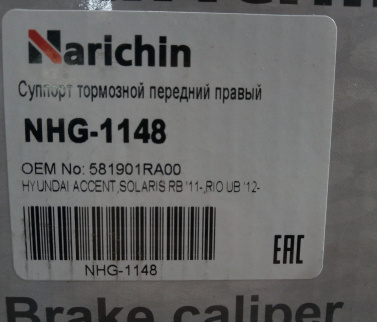 Narichin
Суппорт тормозной передний правый
NHG-1148
OEM No: 581901RA00
HYUNDAI ACCENT,SOLARIS RB '11-,RIO UB '12-
EAC
NHG-1148
Brake caliper